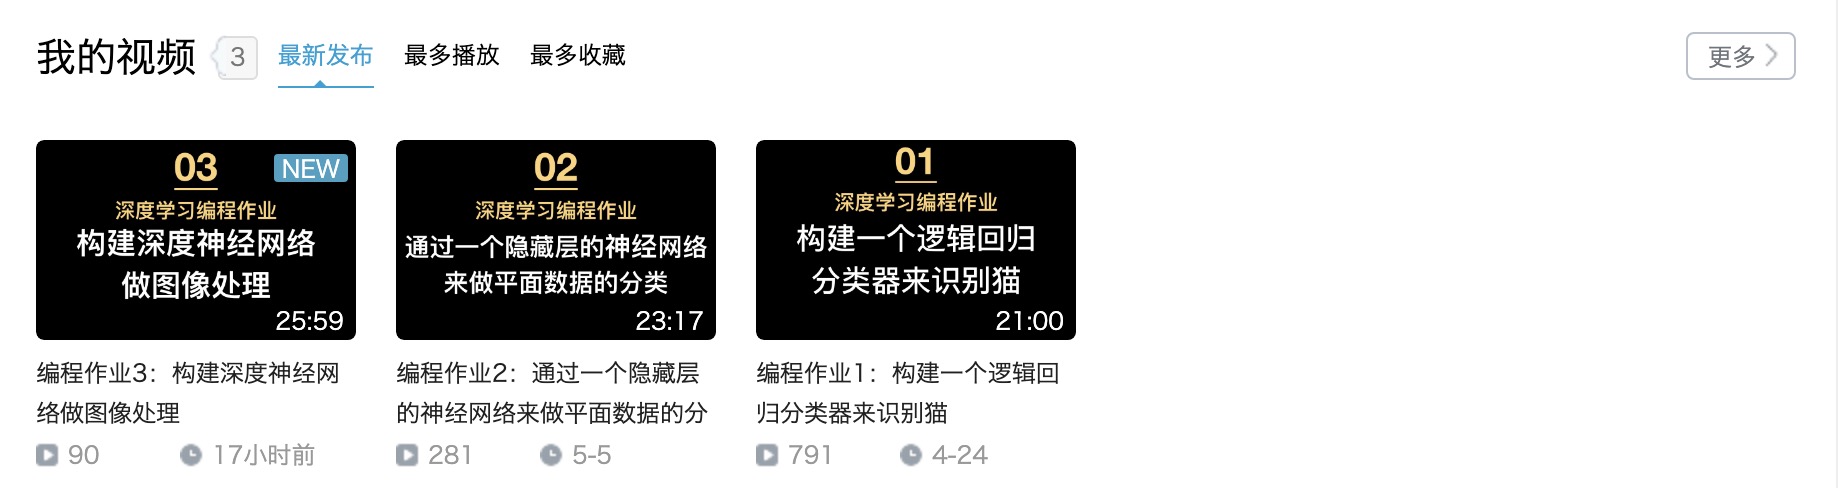 我的视频 3 最新发布 最多播放 最多收藏 更多
03 NEW
深度学习编程作业
构建深度神经网络
做图像处理
25:59
编程作业3：构建深度神经网
络做图像处理
90 17小时前
02
深度学习编程作业
通过一个隐藏层的神经网络
来做平面数据的分类
23:17
编程作业2：通过一个隐藏层
的神经网络来做平面数据的分
281 5-5
01
深度学习编程作业
构建一个逻辑回归
分类器来识别猫
21:00
编程作业1：构建一个逻辑回
归分类器来识别猫
791 4-24